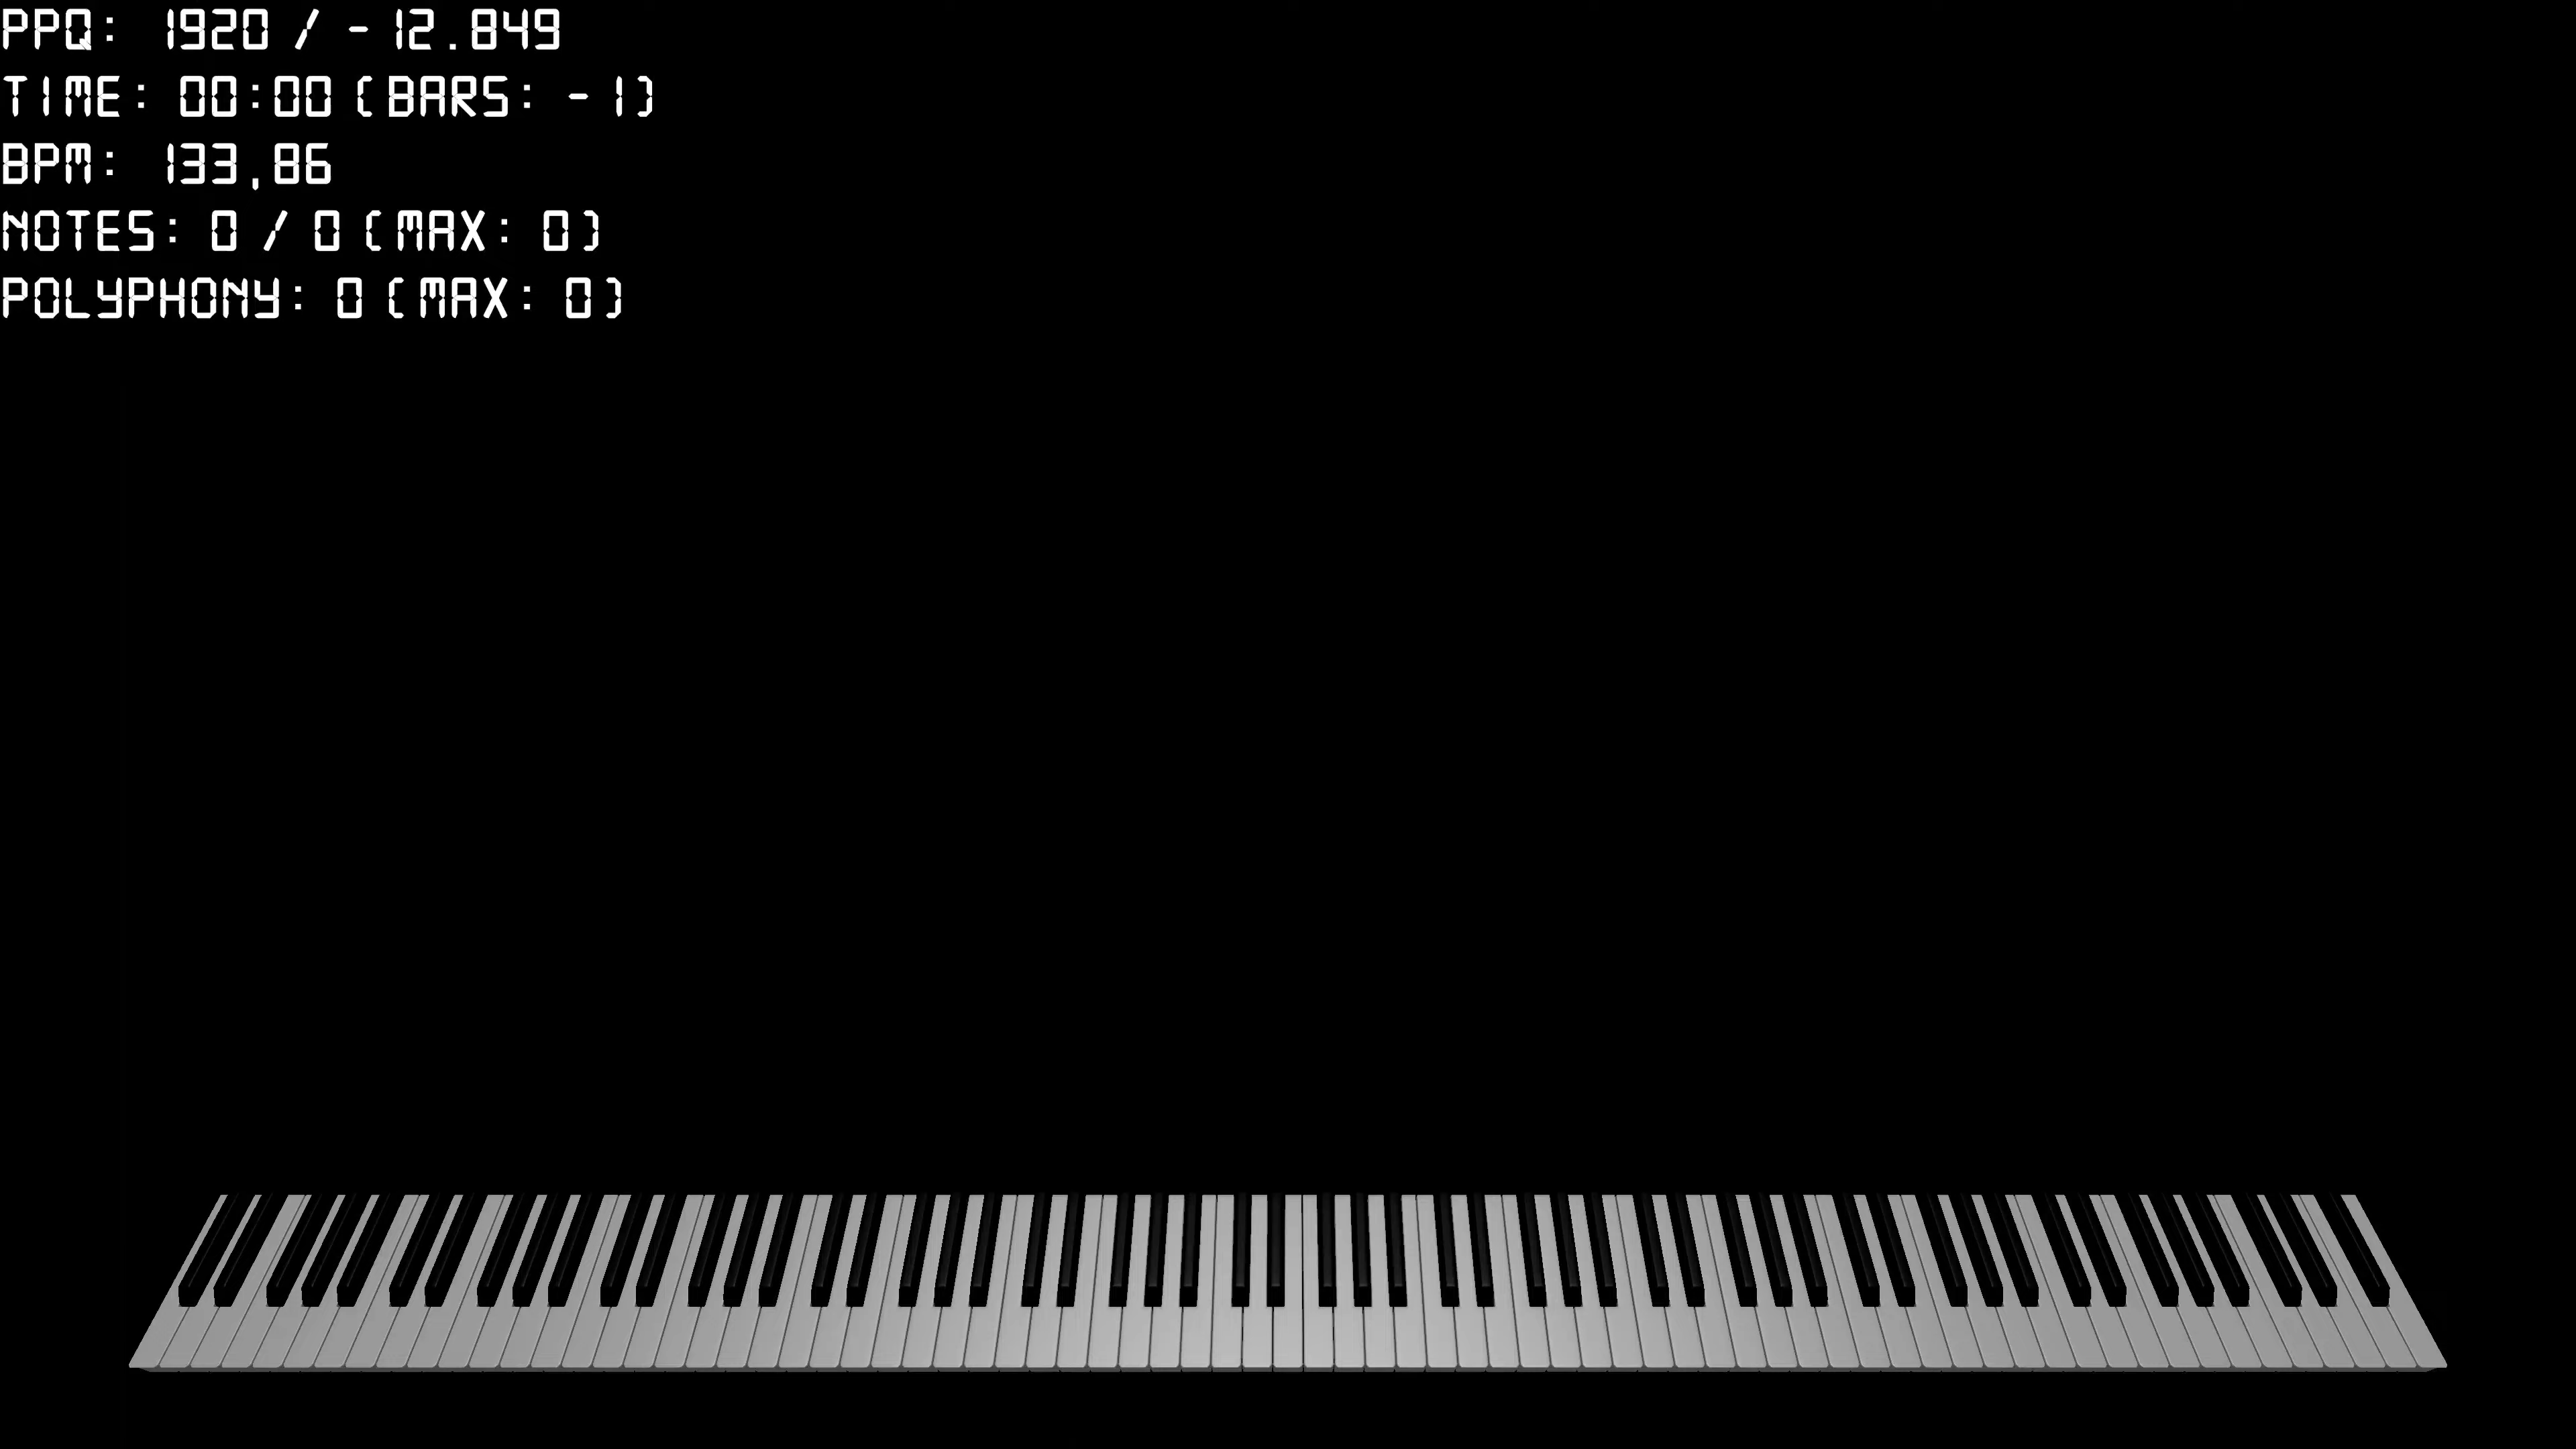 PPQ: 1920 / -12.849
TIME: 00:00 (BARS: -1)
BPM: 133,86
NOTES: 0 / 0 (MAX: 0)
POLYPHONY: 0 (MAX: 0)